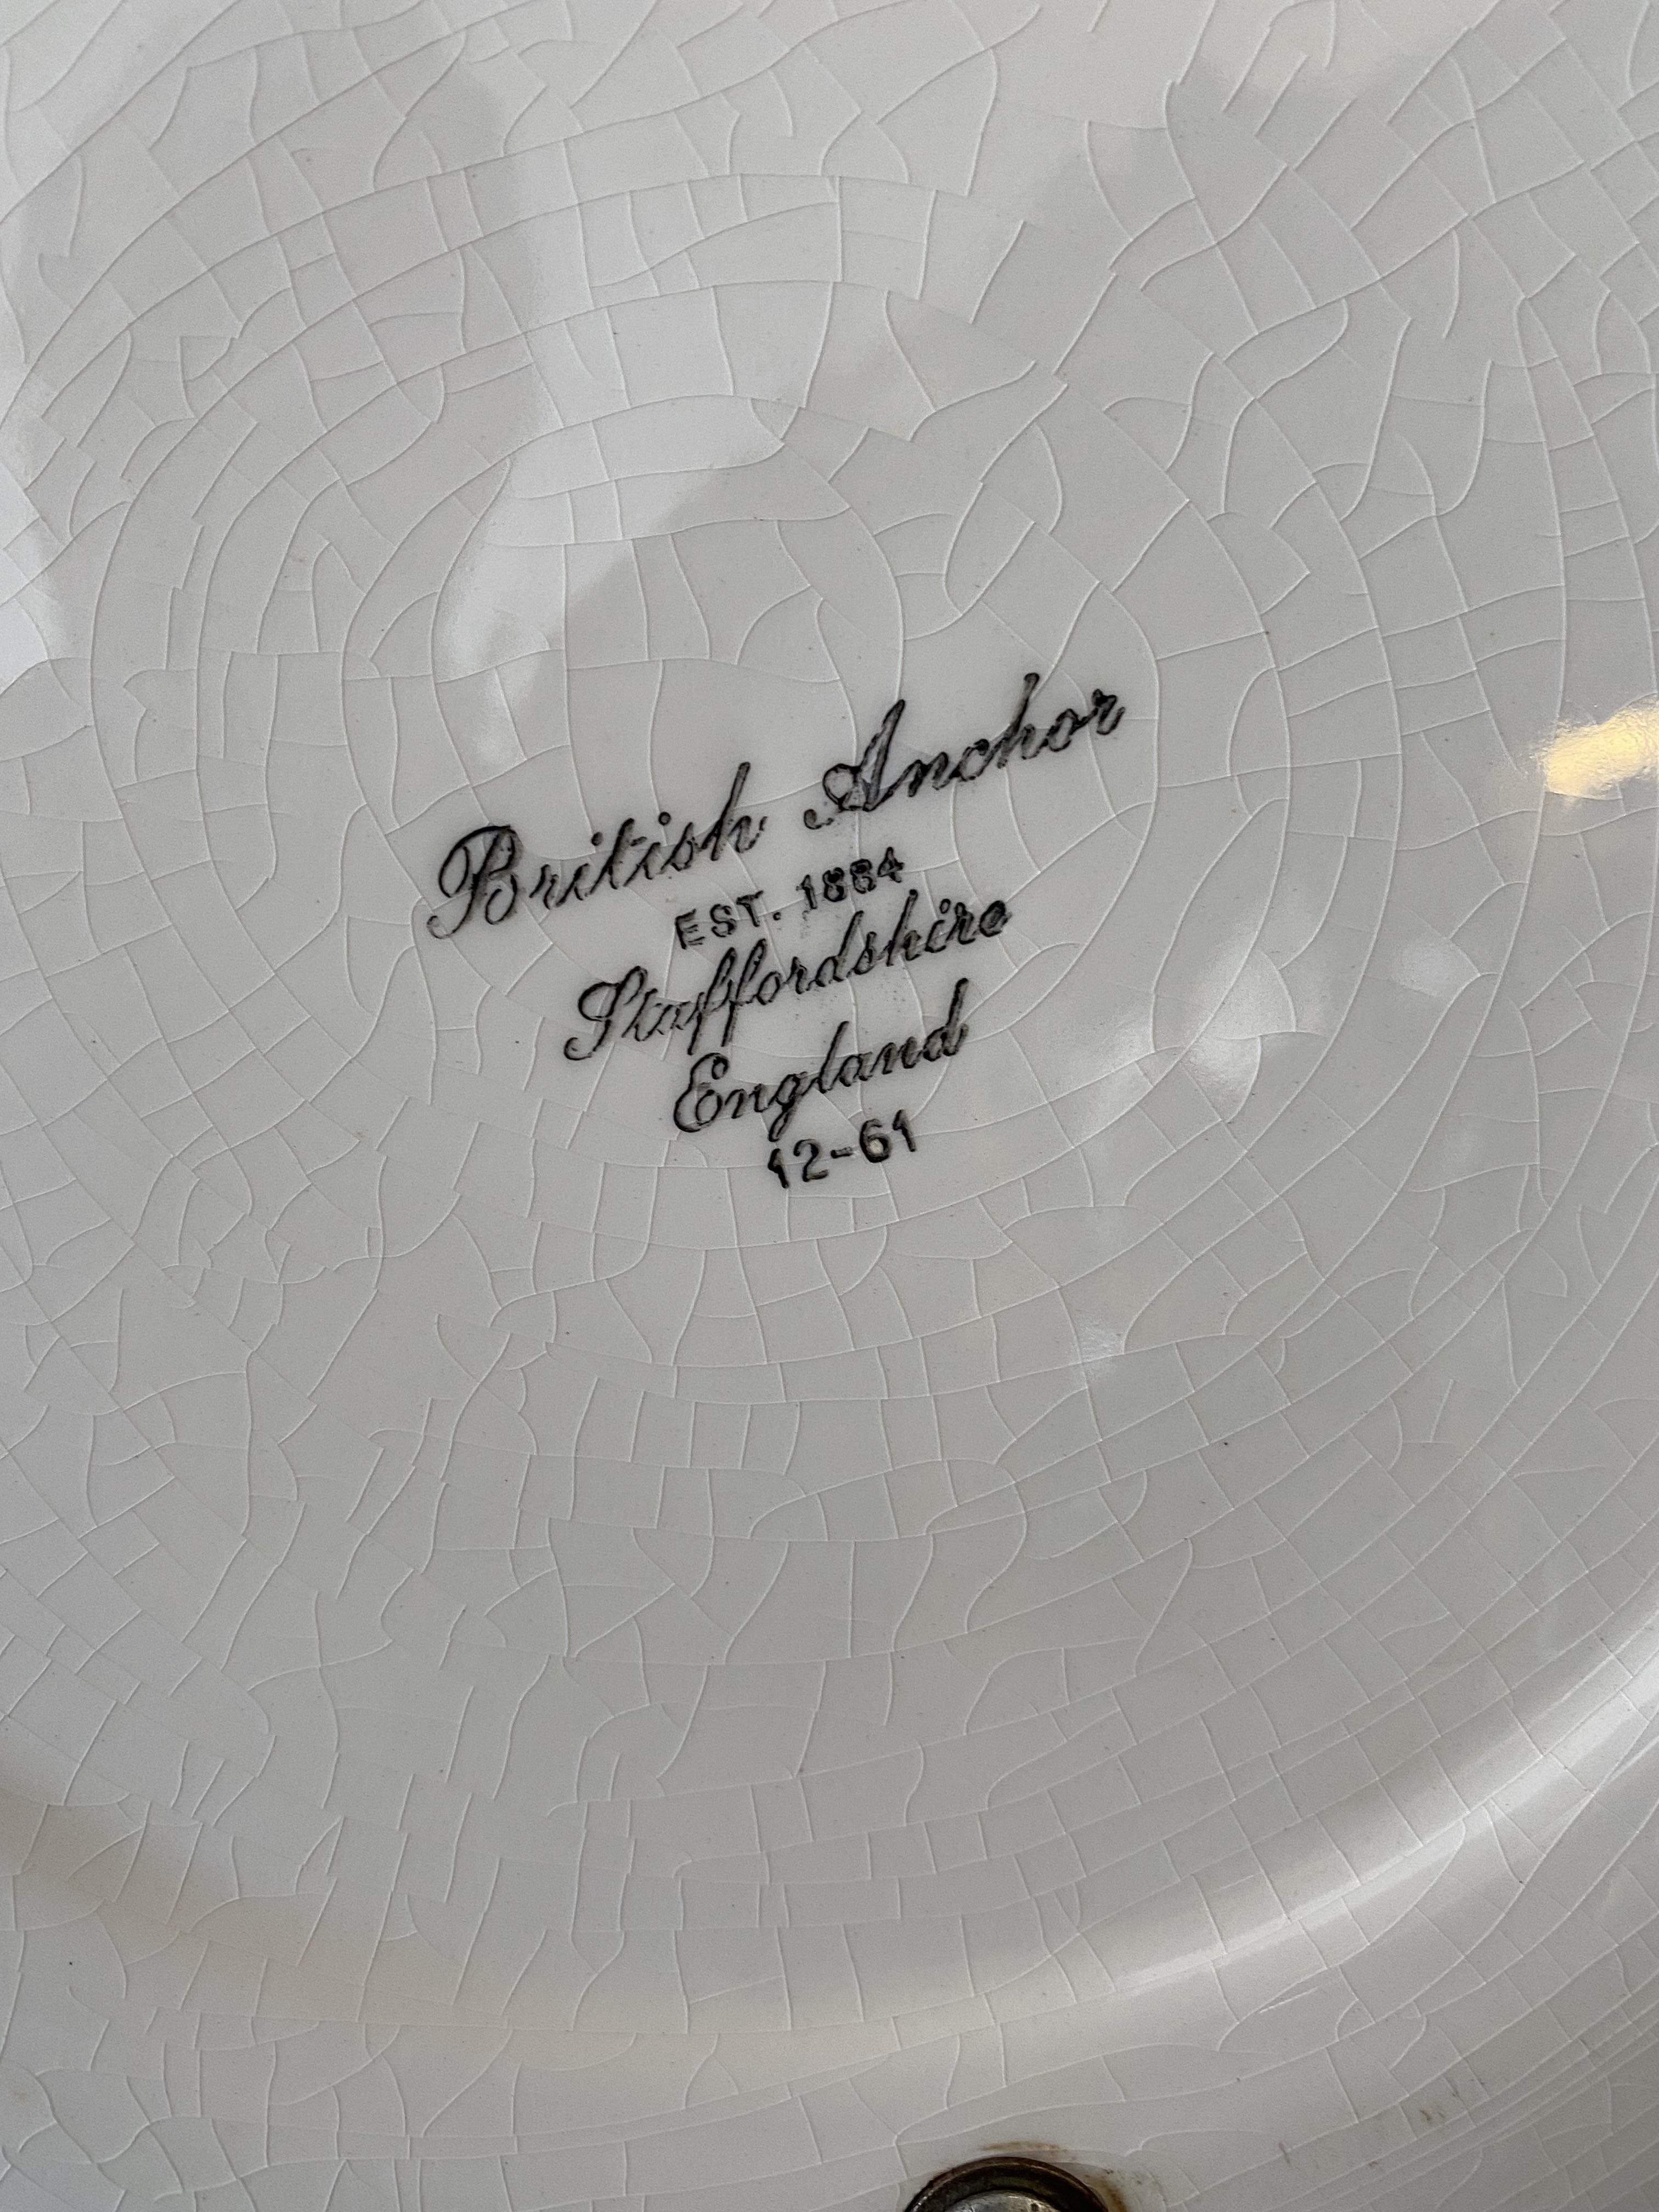 British Anchor
EST. 1884
Staffordshire
England
12-61